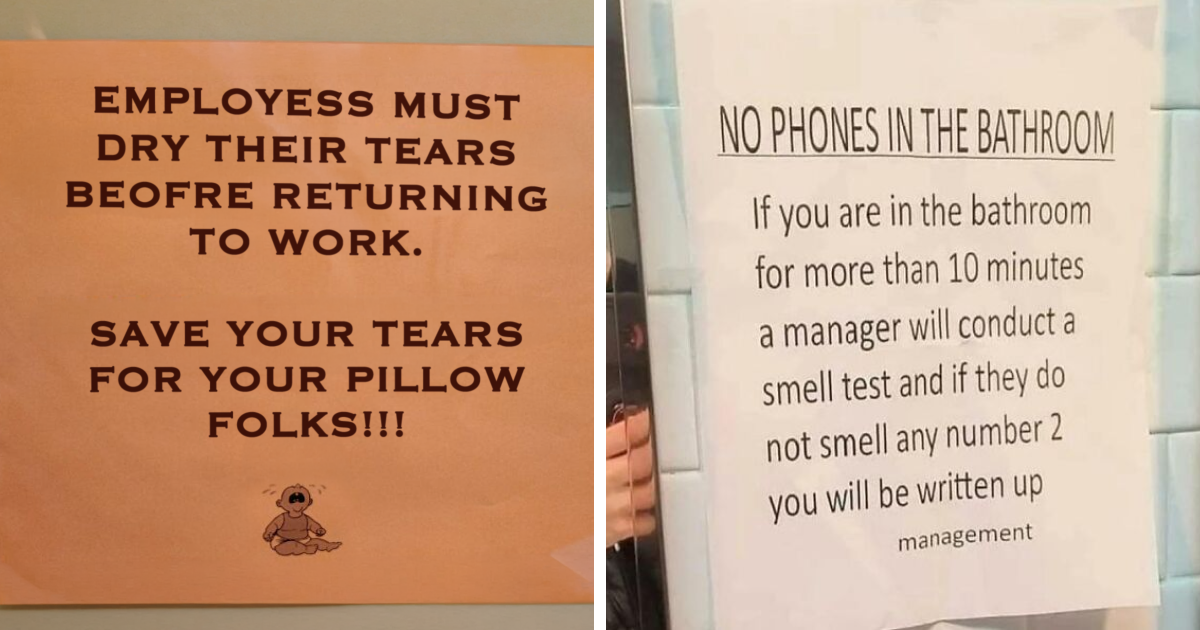 EMPLOYESS MUST
DRY THEIR TEARS
BEOFRE RETURNING
TO WORK.
SAVE YOUR TEARS
FOR YOUR PILLOW
FOLKS!!!
NO PHONES IN THE BATHROOM
If you are in the bathroom
for more than 10 minutes
a manager will conduct a
smell test and if they do
not smell any number 2
you will be written up
management